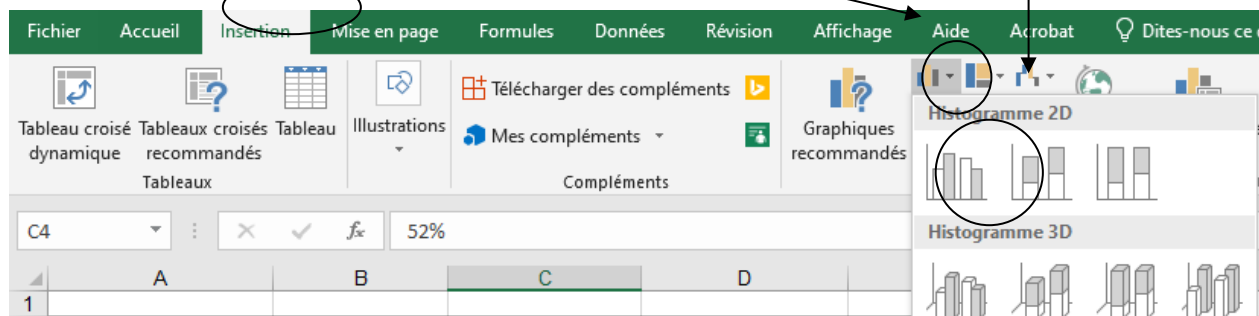 Fichier Accueil Insertion Mise en page Formules Données Révision Affichage Aide Acrobat Dites-nous ce
Télécharger des compléments
Histogramme 2D
Tableau croisé dynamique
Tableaux croisés recommandés
Tableau
Illustrations
Mes compléments
Graphiques recommandés
Tableaux
Compléments
C4 fx 52%
Histogramme 3D
A B C D
1